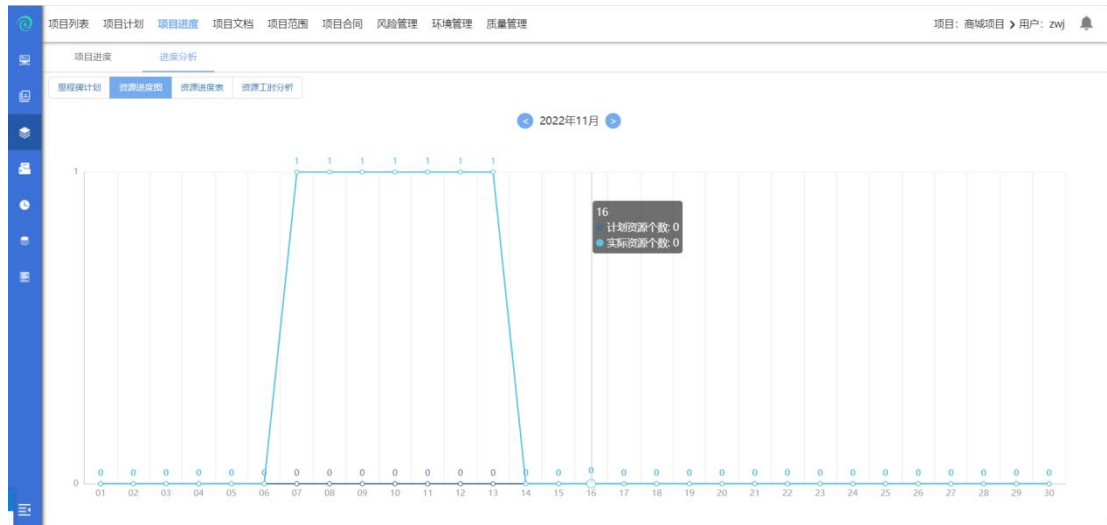 项目列表 项目计划 项目进度 项目文档 项目范围 项目合同 风险管理 环境管理 质量管理 项目：商城项目 > 用户：zwj
项目进度 进度分析
里程碑计划 资源进度图 资源进度表 资源工时分析
< 2022年11月 >
1 1 1 1 1 1 1
1
16
计划资源个数: 0
实际资源个数: 0
0 0 0 0 0 0 0 0 0 0 0 0 0 0 0 0 0 0 0 0 0 0 0 0 0 0 0 0 0 0
0
01 02 03 04 05 06 07 08 09 10 11 12 13 14 15 16 17 18 19 20 21 22 23 24 25 26 27 28 29 30